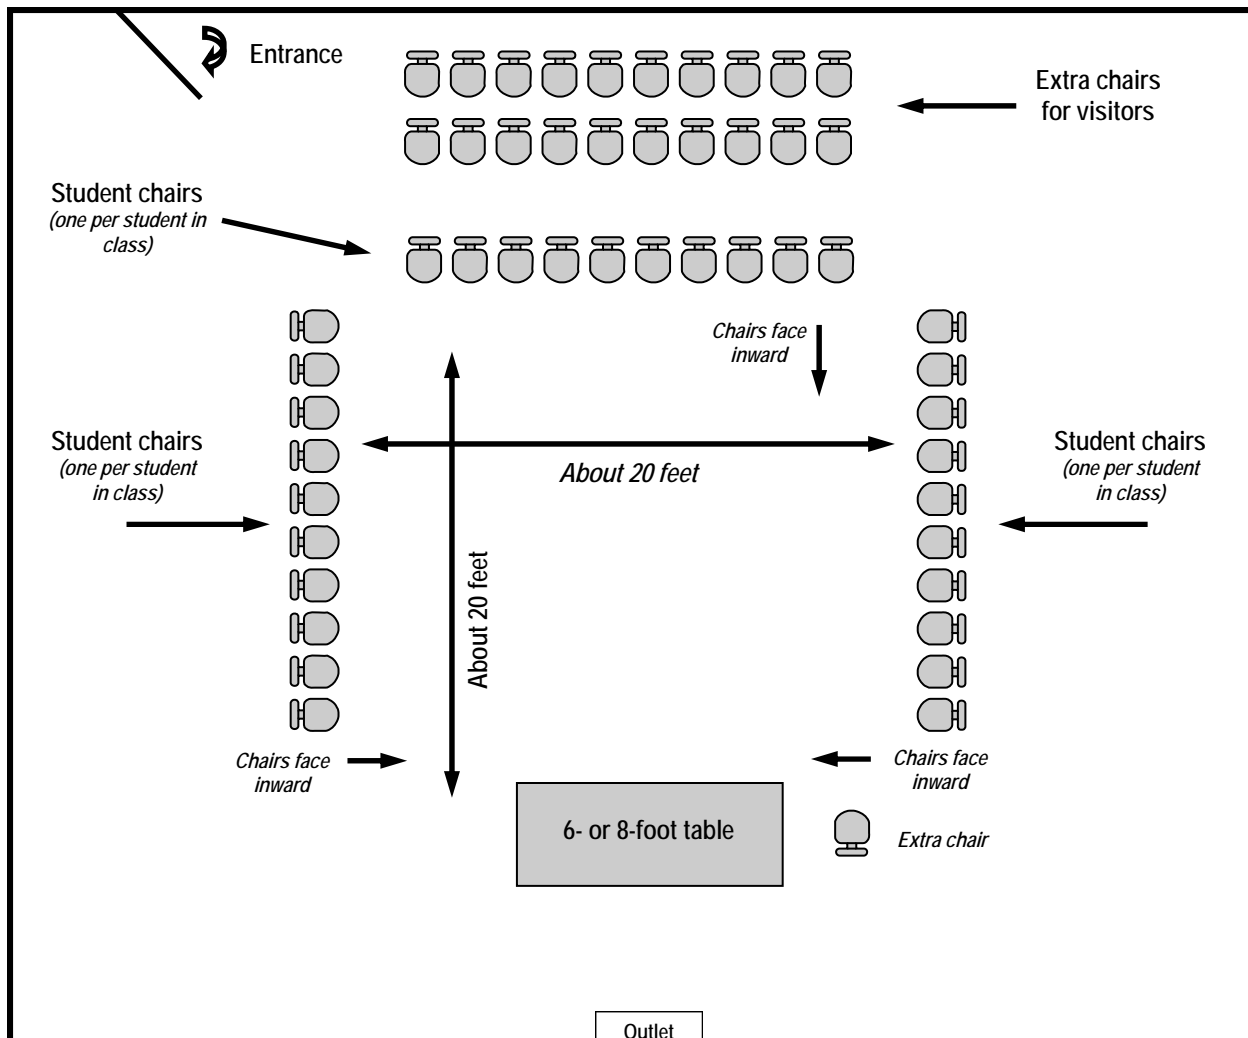 Entrance
Extra chairs
for visitors
Student chairs
(one per student in
class)
Chairs face
inward
Student chairs
(one per student
in class)
About 20 feet
Student chairs
(one per student
in class)
About 20 feet
Chairs face
inward
Chairs face
inward
6- or 8-foot table
Extra chair
Outlet